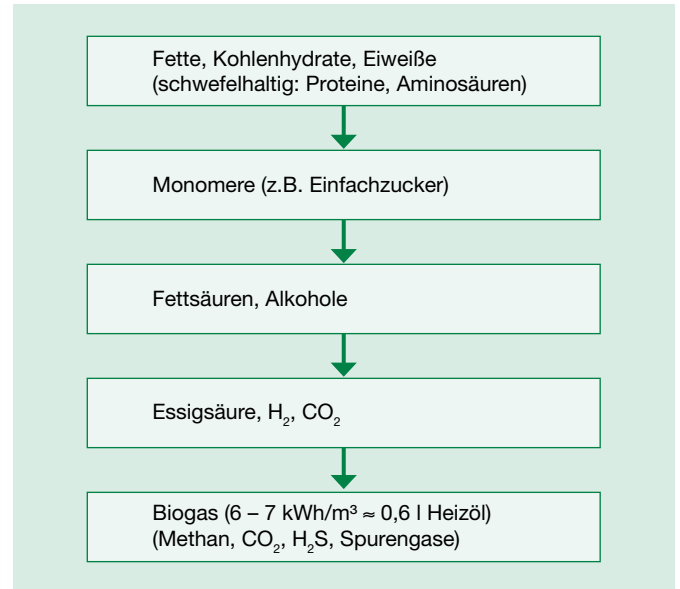 Fette, Kohlenhydrate, Eiweiße
(schwefelhaltig: Proteine, Aminosäuren)
Monomere (z.B. Einfachzucker)
Fettsäuren, Alkohole
Essigsäure, H₂, CO₂
Biogas (6 – 7 kWh/m³ ≈ 0,6 l Heizöl)
(Methan, CO₂, H₂S, Spurengase)